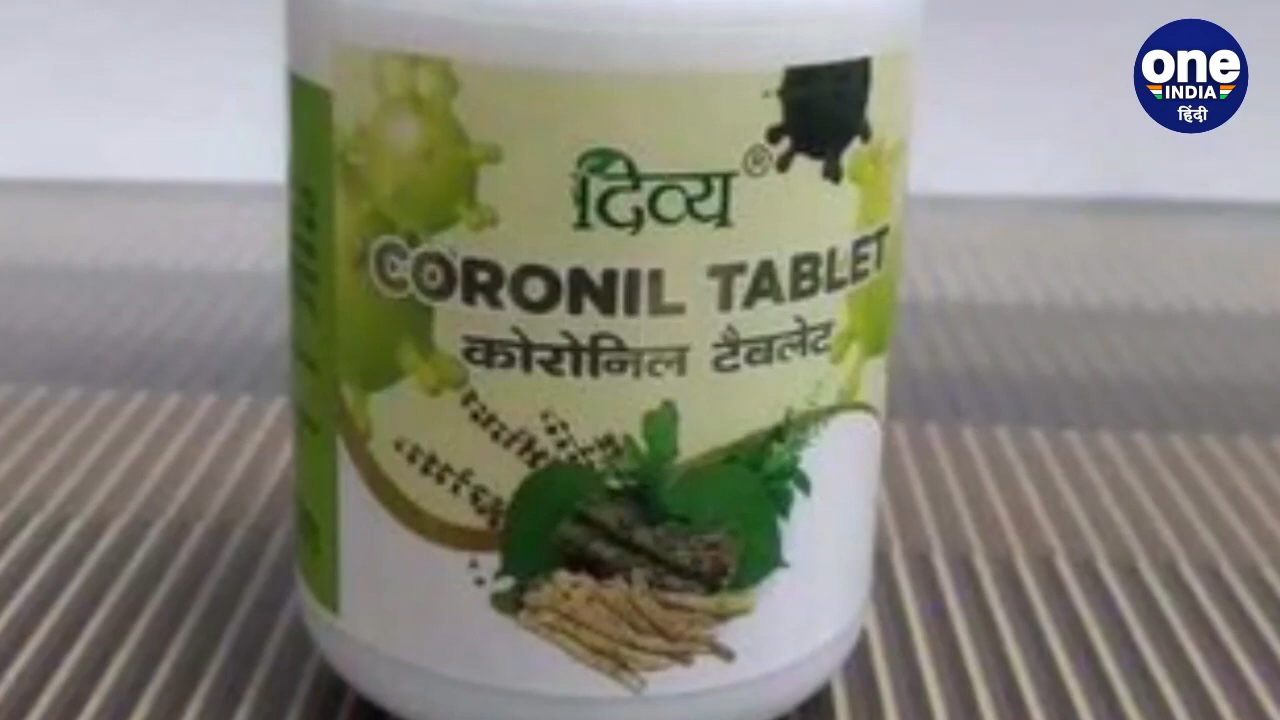 one
INDIA
हिंदी
दिव्य®
CORONIL TABLET
कोरोनिल टैबलेट